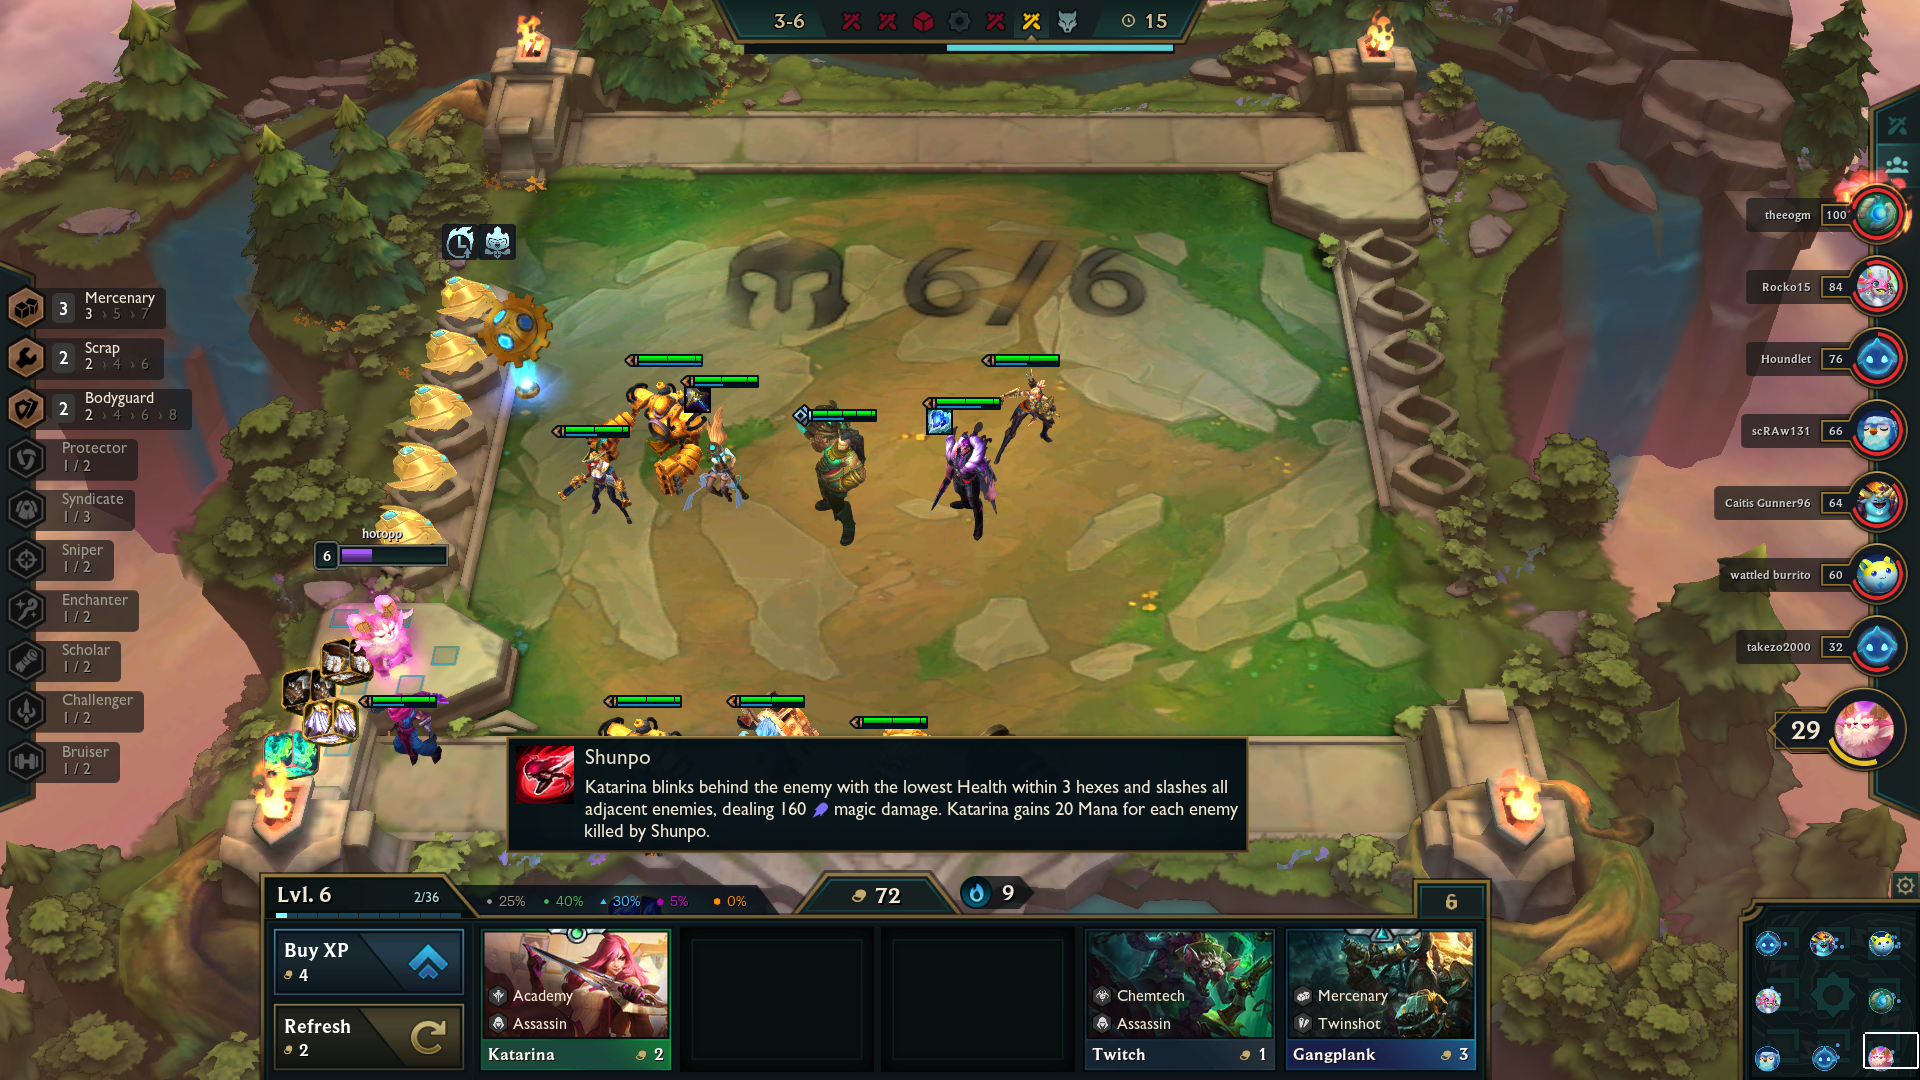 3-6
15
6/6
theeogm 100
Rocko15 84
Houndlet 76
scRAw131 66
Caitis Gunner96 64
wattled burrito 60
takezo2000 32
29
3 Mercenary
3 › 5 › 7
2 Scrap
2 › 4 › 6
2 Bodyguard
2 › 4 › 6 › 8
Protector
1 / 2
Syndicate
1 / 3
Sniper
1 / 2
Enchanter
1 / 2
Scholar
1 / 2
Challenger
1 / 2
Bruiser
1 / 2
hotopp
6
Shunpo
Katarina blinks behind the enemy with the lowest Health within 3 hexes and slashes all
adjacent enemies, dealing 160 magic damage. Katarina gains 20 Mana for each enemy
killed by Shunpo.
Lvl. 6 2/36
25% 40% 30% 5% 0%
72
9
6
Buy XP
4
Refresh
2
Academy
Assassin
Katarina 2
Chemtech
Assassin
Twitch 1
Mercenary
Twinshot
Gangplank 3